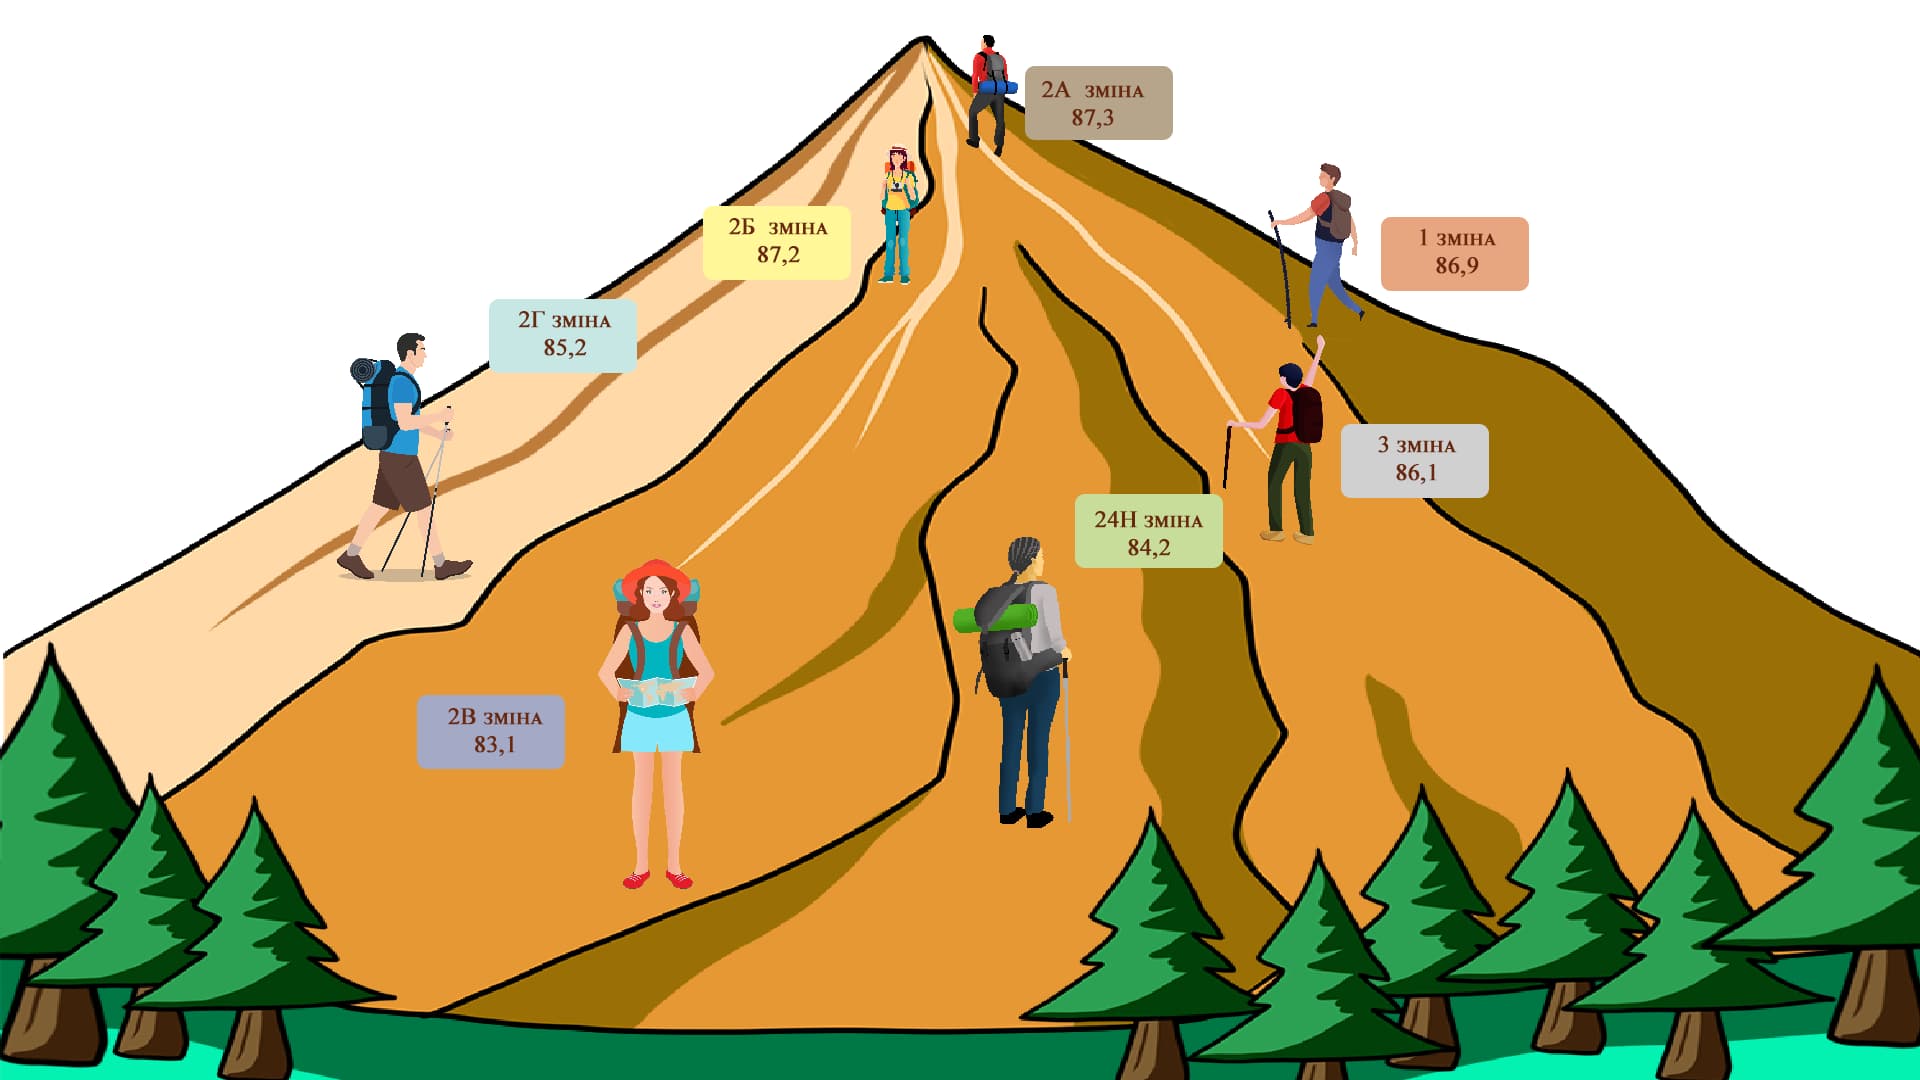 2А зміна
87,3
2Б зміна
87,2
1 зміна
86,9
2Г зміна
85,2
3 зміна
86,1
24Н зміна
84,2
2В зміна
83,1